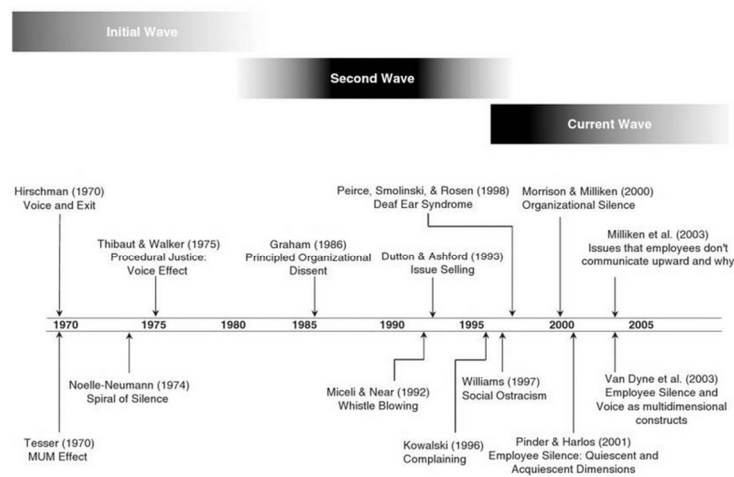 Initial Wave
Second Wave
Current Wave
Hirschman (1970)
Voice and Exit
Thibaut & Walker (1975)
Procedural Justice:
Voice Effect
Graham (1986)
Principled Organizational
Dissent
Peirce, Smolinski, & Rosen (1998)
Deaf Ear Syndrome
Dutton & Ashford (1993)
Issue Selling
Morrison & Milliken (2000)
Organizational Silence
Milliken et al. (2003)
Issues that employees don't
communicate upward and why
1970 1975 1980 1985 1990 1995 2000 2005
Noelle-Neumann (1974)
Spiral of Silence
Tesser (1970)
MUM Effect
Miceli & Near (1992)
Whistle Blowing
Kowalski (1996)
Complaining
Williams (1997)
Social Ostracism
Pinder & Harlos (2001)
Employee Silence: Quiescent and
Acquiescent Dimensions
Van Dyne et al. (2003)
Employee Silence and
Voice as multidimensional
constructs